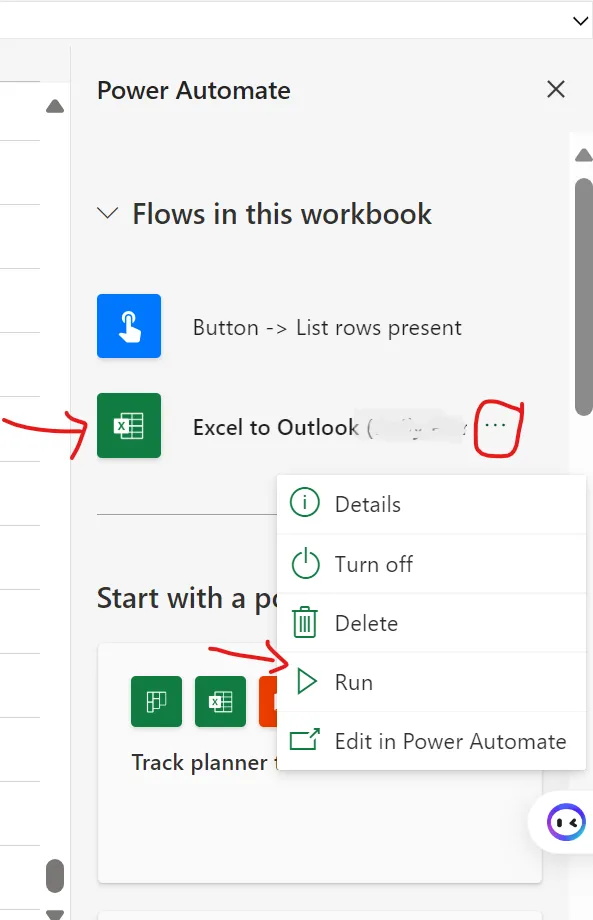 Power Automate
Flows in this workbook
Button -> List rows present
Excel to Outlook (
...
Details
Turn off
Start with a
Delete
Run
Track planner
Edit in Power Automate